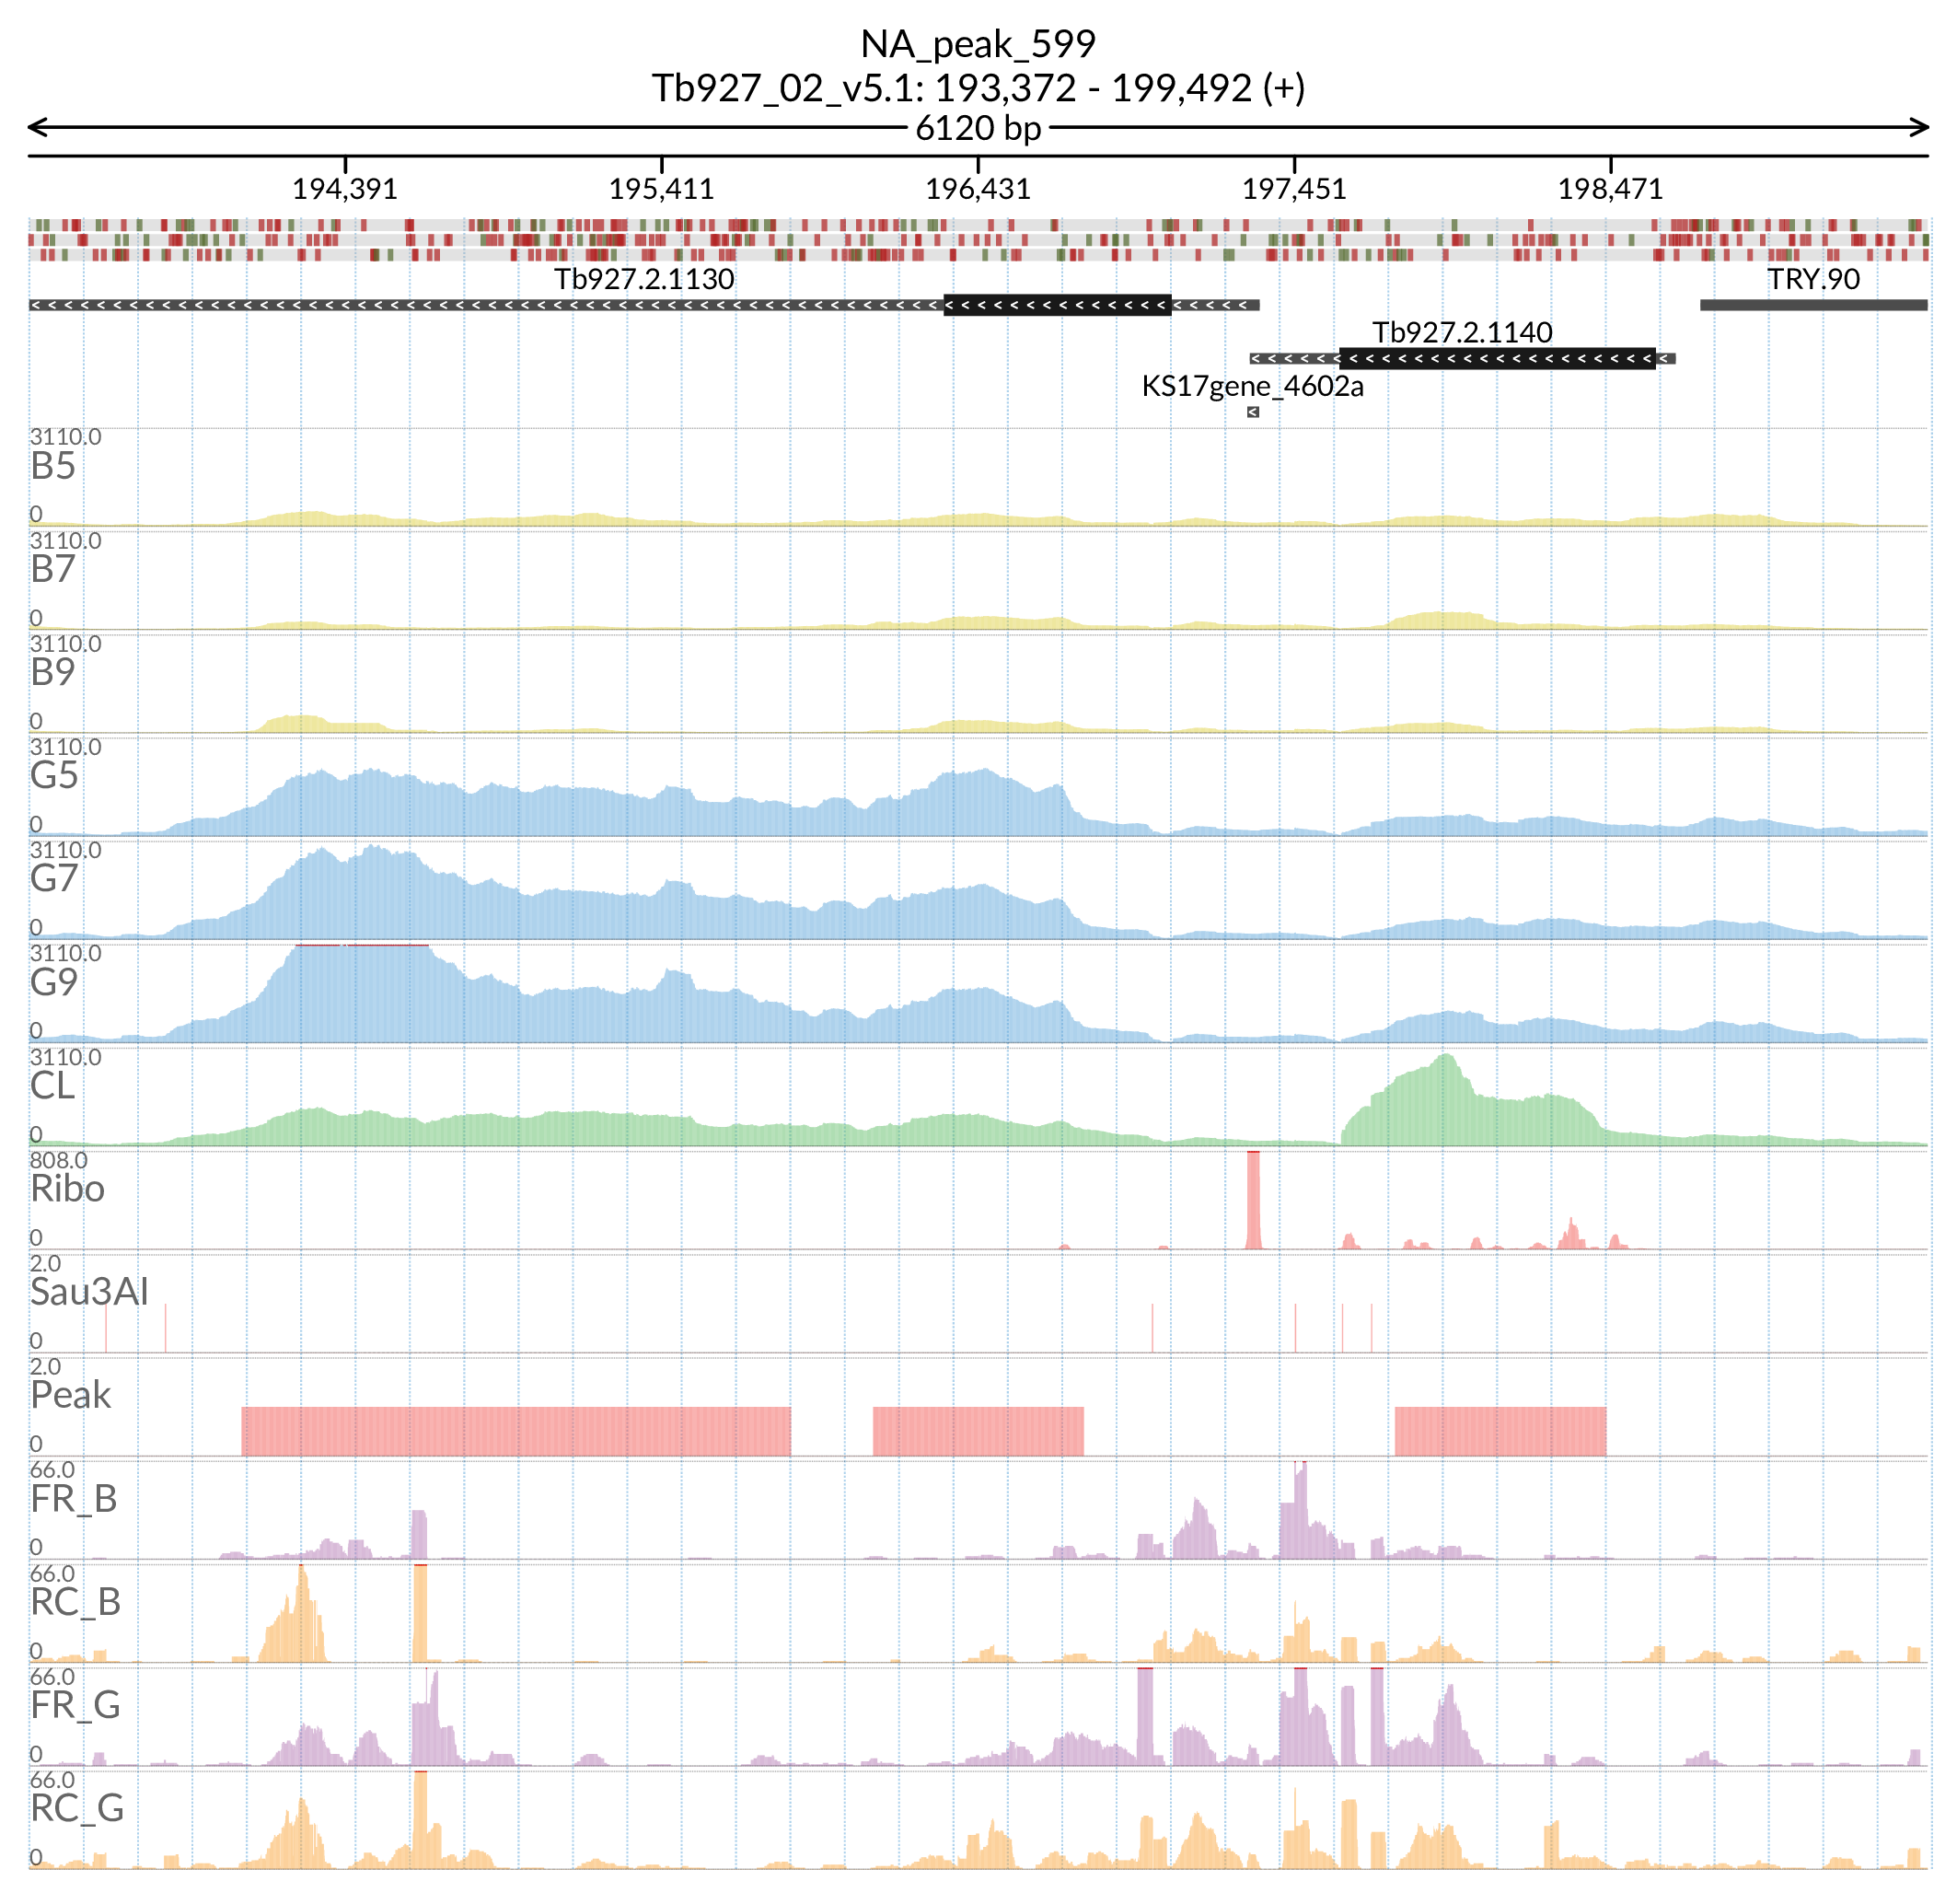 NA_peak_599
Tb927_02_v5.1: 193,372 - 199,492 (+)
6120 bp
194,391 195,411 196,431 197,451 198,471
Tb927.2.1130 TRY.90
Tb927.2.1140
KS17gene_4602a
3110.0
B5
0
3110.0
B7
0
3110.0
B9
0
3110.0
G5
0
3110.0
G7
0
3110.0
G9
0
3110.0
CL
0
808.0
Ribo
0
2.0
Sau3AI
0
2.0
Peak
0
66.0
FR_B
0
66.0
RC_B
0
66.0
FR_G
0
66.0
RC_G
0